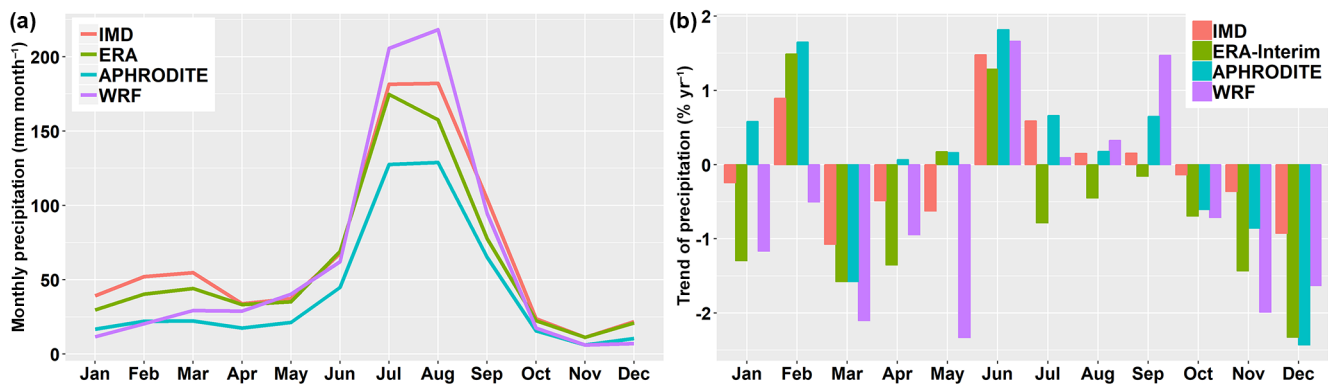 (a)
IMD
ERA
APHRODITE
WRF
Monthly precipitation (mm month⁻¹)
200
150
100
50
0
Jan Feb Mar Apr May Jun Jul Aug Sep Oct Nov Dec
(b)
IMD
ERA-Interim
APHRODITE
WRF
Trend of precipitation (% yr⁻¹)
2
1
0
-1
-2
Jan Feb Mar Apr May Jun Jul Aug Sep Oct Nov Dec